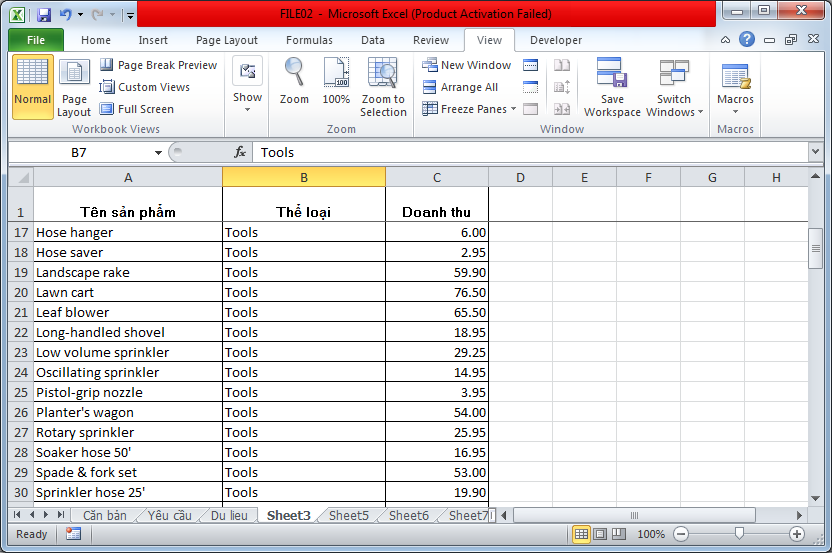 FILE02 - Microsoft Excel (Product Activation Failed)
File Home Insert Page Layout Formulas Data Review View Developer
Normal
Page Layout
Page Break Preview
Custom Views
Full Screen
Workbook Views
Show
Zoom
100%
Zoom to Selection
Zoom
New Window
Arrange All
Freeze Panes
Save Workspace
Switch Windows
Window
Macros
Macros
B7 fx Tools
A B C D E F G H
1 Tên sản phẩm Thể loại Doanh thu
17 Hose hanger Tools 6.00
18 Hose saver Tools 2.95
19 Landscape rake Tools 59.90
20 Lawn cart Tools 76.50
21 Leaf blower Tools 65.50
22 Long-handled shovel Tools 18.95
23 Low volume sprinkler Tools 29.25
24 Oscillating sprinkler Tools 14.95
25 Pistol-grip nozzle Tools 3.95
26 Planter's wagon Tools 54.00
27 Rotary sprinkler Tools 25.95
28 Soaker hose 50' Tools 16.95
29 Spade & fork set Tools 53.00
30 Sprinkler hose 25' Tools 19.90
Căn bản Yêu cầu Du lieu Sheet3 Sheet5 Sheet6 Sheet7
Ready 100%